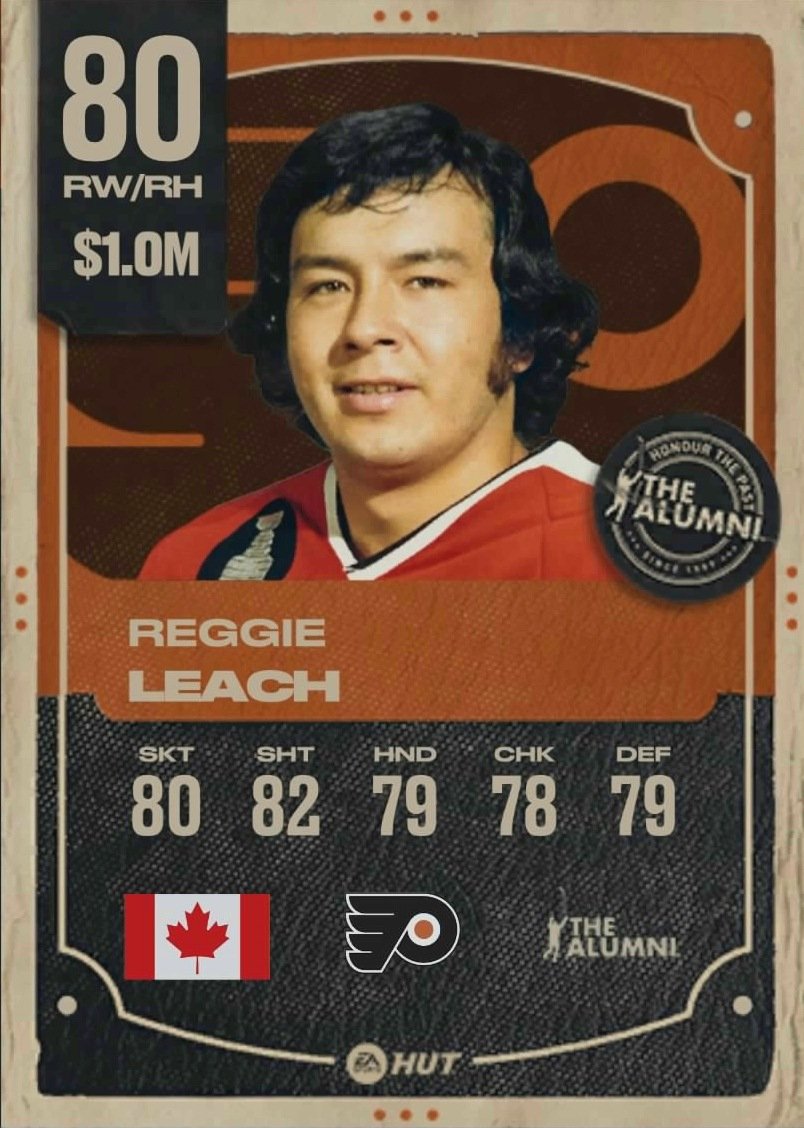 80
RW/RH
$1.0M
HONOUR THE PAST
THE
ALUMNI
REGGIE
LEACH
SKT SHT HND CHK DEF
80 82 79 78 79
THE
ALUMNI
EA
HUT